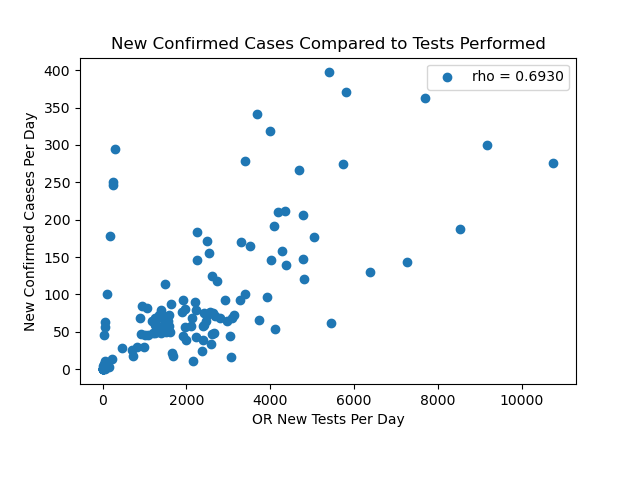 New Confirmed Cases Compared to Tests Performed
rho = 0.6930
New Confirmed Caeses Per Day
400
350
300
250
200
150
100
50
0
0 2000 4000 6000 8000 10000
OR New Tests Per Day